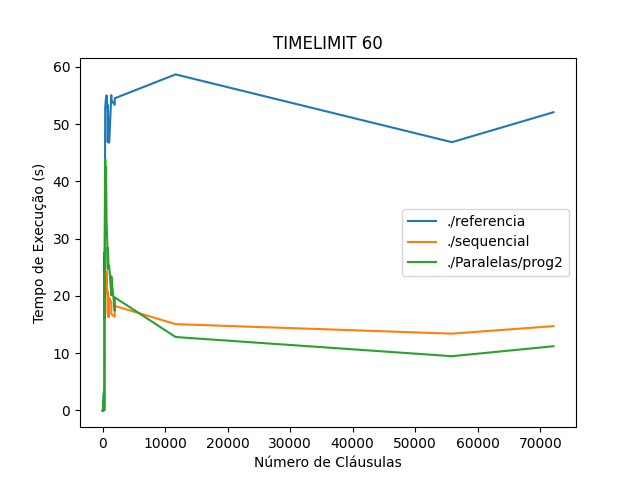 TIMELIMIT 60
Tempo de Execução (s)
60
50
40
30
20
10
0
./referencia
./sequencial
./Paralelas/prog2
0 10000 20000 30000 40000 50000 60000 70000
Número de Cláusulas